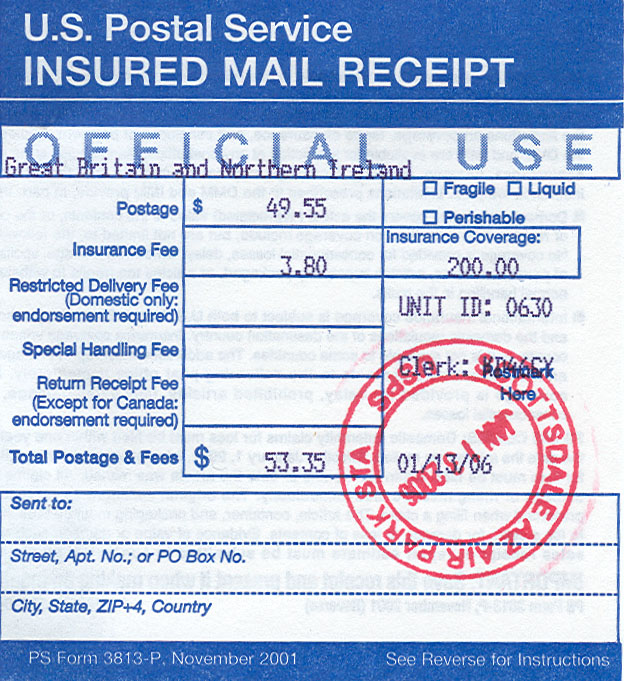 U.S. Postal Service
INSURED MAIL RECEIPT
OFFICIAL USE
Great Britain and Northern Ireland
☐ Fragile ☐ Liquid
Postage $ 49.55
☐ Perishable
Insurance Coverage:
Insurance Fee 3.80 200.00
Restricted Delivery Fee
(Domestic only:
endorsement required)
UNIT ID: 0630
Special Handling Fee
Clerk:
Postmark
Here
Return Receipt Fee
(Except for Canada:
endorsement required)
Total Postage & Fees $ 53.35 01/13/06
SCOTTSDALE AZ AIR PARK STA USPS
JAN 2006
Sent to:
Street, Apt. No.; or PO Box No.
City, State, ZIP+4, Country
PS Form 3813-P, November 2001 See Reverse for Instructions